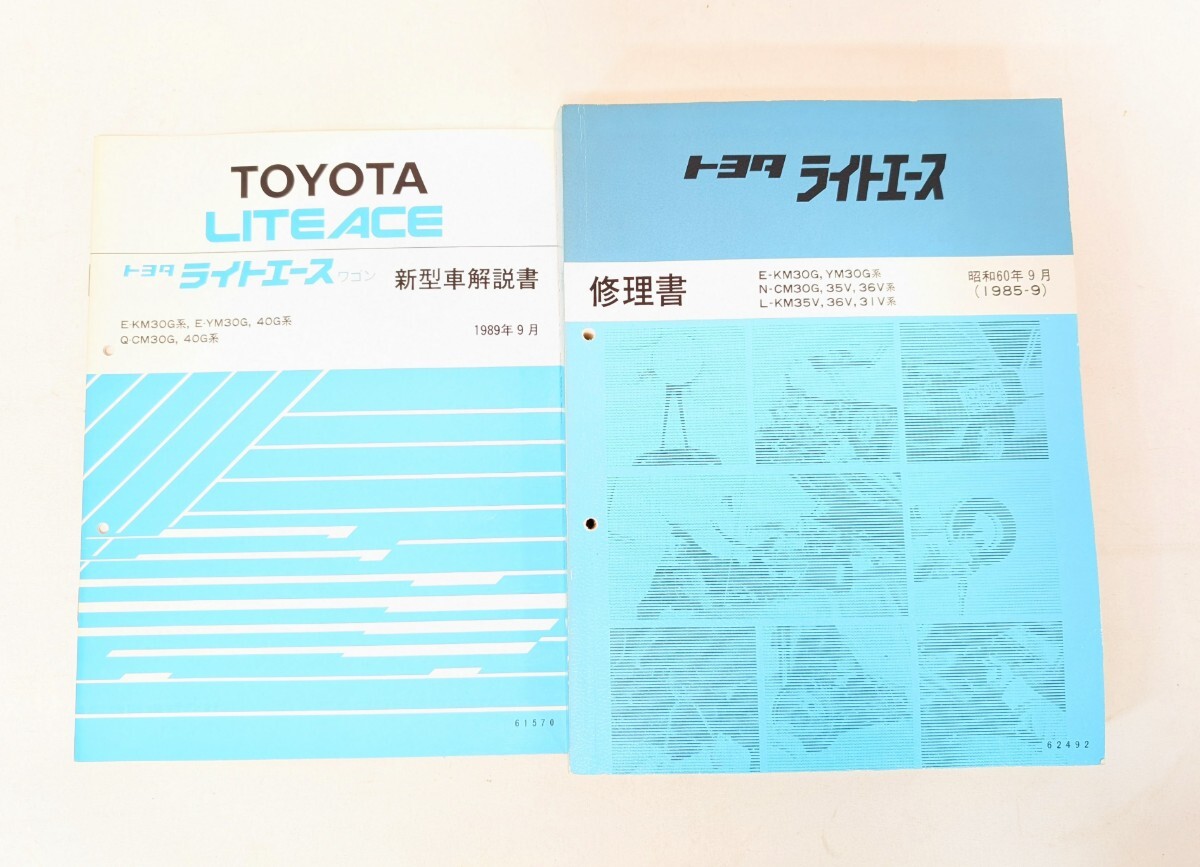 TOYOTA
LITEACE
トヨタ ライトエース ワゴン 新型車解説書
E-KM30G系, E-YM30G, 40G系
Q-CM30G, 40G系
1989年9月
61570
トヨタ ライトエース
修理書
E-KM30G, YM30G系
N-CM30G, 35V, 36V系
L-KM35V, 36V, 31V系
昭和60年9月
(1985-9)
62492